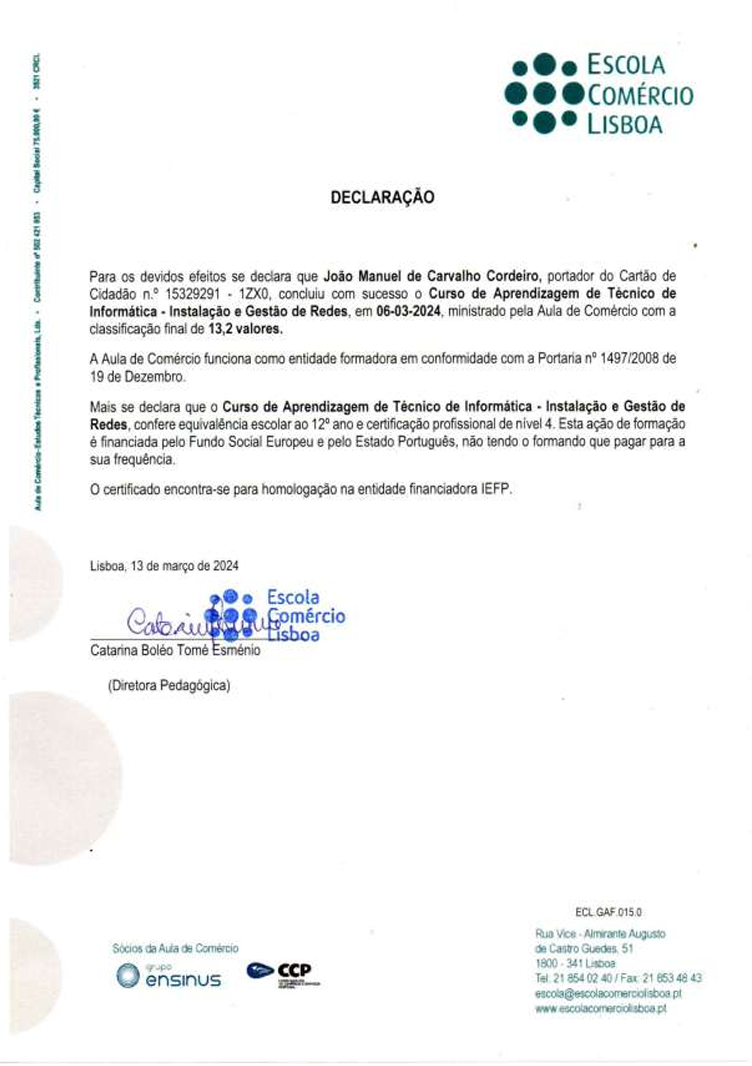 ESCOLA
COMÉRCIO
LISBOA
Aula de Comércio-Estudos Técnicos e Profissionais, Lda. • Contribuinte nº 502 421 853 • Capital Social 75.000,00 € • 3521 CRCL
DECLARAÇÃO
Para os devidos efeitos se declara que João Manuel de Carvalho Cordeiro, portador do Cartão de
Cidadão n.º 15329291 - 1ZX0, concluiu com sucesso o Curso de Aprendizagem de Técnico de
Informática - Instalação e Gestão de Redes, em 06-03-2024, ministrado pela Aula de Comércio com a
classificação final de 13,2 valores.
A Aula de Comércio funciona como entidade formadora em conformidade com a Portaria nº 1497/2008 de
19 de Dezembro.
Mais se declara que o Curso de Aprendizagem de Técnico de Informática - Instalação e Gestão de
Redes, confere equivalência escolar ao 12º ano e certificação profissional de nível 4. Esta ação de formação
é financiada pelo Fundo Social Europeu e pelo Estado Português, não tendo o formando que pagar para a
sua frequência.
O certificado encontra-se para homologação na entidade financiadora IEFP.
Lisboa, 13 de março de 2024
Escola
Comércio
Lisboa
Catarina Boléo Tomé Esménio
(Diretora Pedagógica)
ECL.GAF.015.0
Rua Vice - Almirante Augusto
de Castro Guedes, 51
1800 - 341 Lisboa
Tel: 21 854 02 40 / Fax: 21 853 48 43
escola@escolacomerciolisboa.pt
www.escolacomerciolisboa.pt
Sócios da Aula de Comércio
grupo
ensinus
CCP